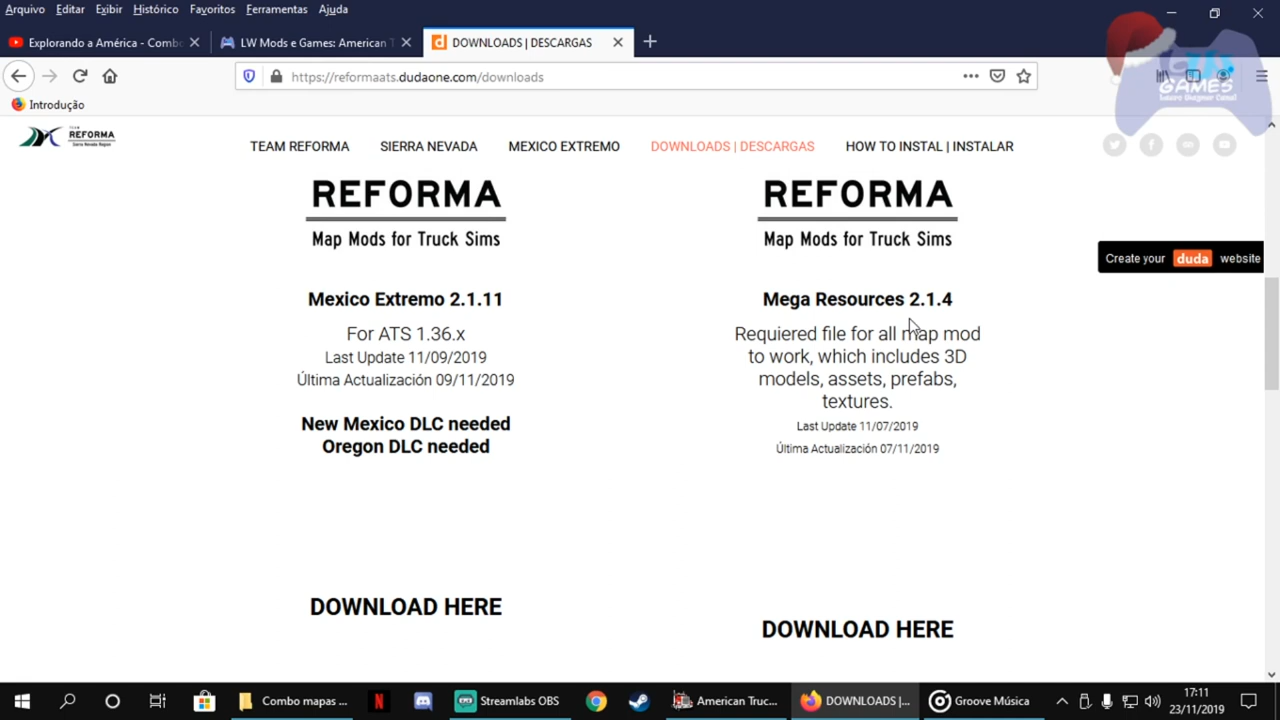 Arquivo Editar Exibir Histórico Favoritos Ferramentas Ajuda
Explorando a América - Combo
LW Mods e Games: American T
DOWNLOADS | DESCARGAS
https://reformaats.dudaone.com/downloads
GAMES
Introdução
REFORMA
Sierra Nevada Region
TEAM REFORMA SIERRA NEVADA MEXICO EXTREMO DOWNLOADS | DESCARGAS HOW TO INSTAL | INSTALAR
REFORMA
Map Mods for Truck Sims
Mexico Extremo 2.1.11
For ATS 1.36.x
Last Update 11/09/2019
Última Actualización 09/11/2019
New Mexico DLC needed
Oregon DLC needed
DOWNLOAD HERE
REFORMA
Map Mods for Truck Sims
Mega Resources 2.1.4
Requiered file for all map mod
to work, which includes 3D
models, assets, prefabs,
textures.
Last Update 11/07/2019
Última Actualización 07/11/2019
DOWNLOAD HERE
Create your duda website
Combo mapas ...
Streamlabs OBS
American Truc...
DOWNLOADS |...
Groove Música
17:11
23/11/2019